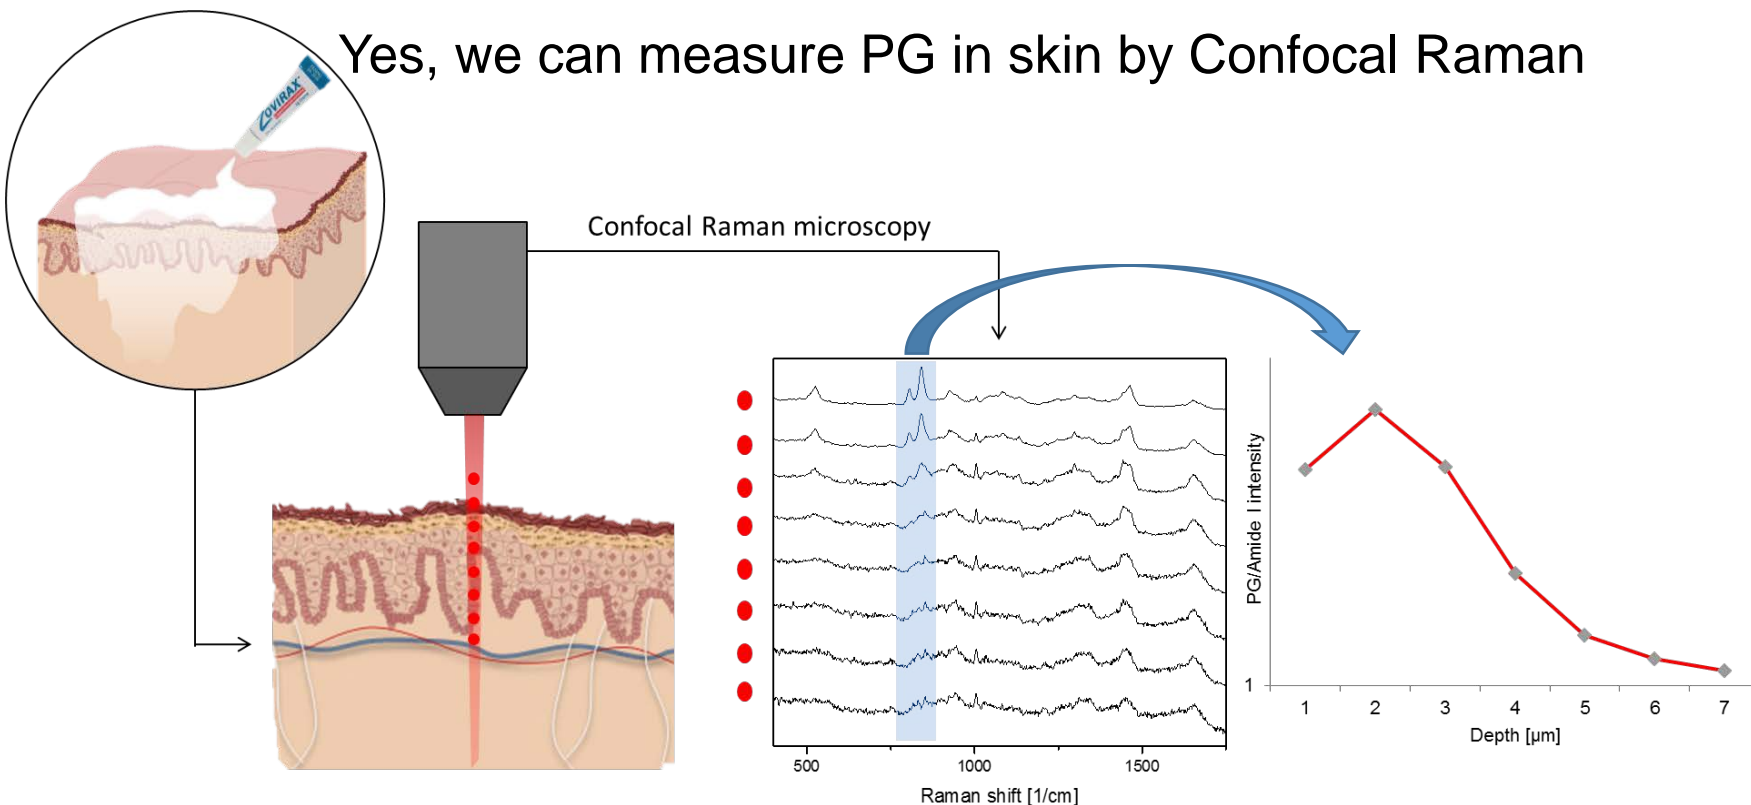 Yes, we can measure PG in skin by Confocal Raman
ZOVIRAX
Confocal Raman microscopy
PG/Amide I intensity
1
1 2 3 4 5 6 7
Depth [µm]
500 1000 1500
Raman shift [1/cm]